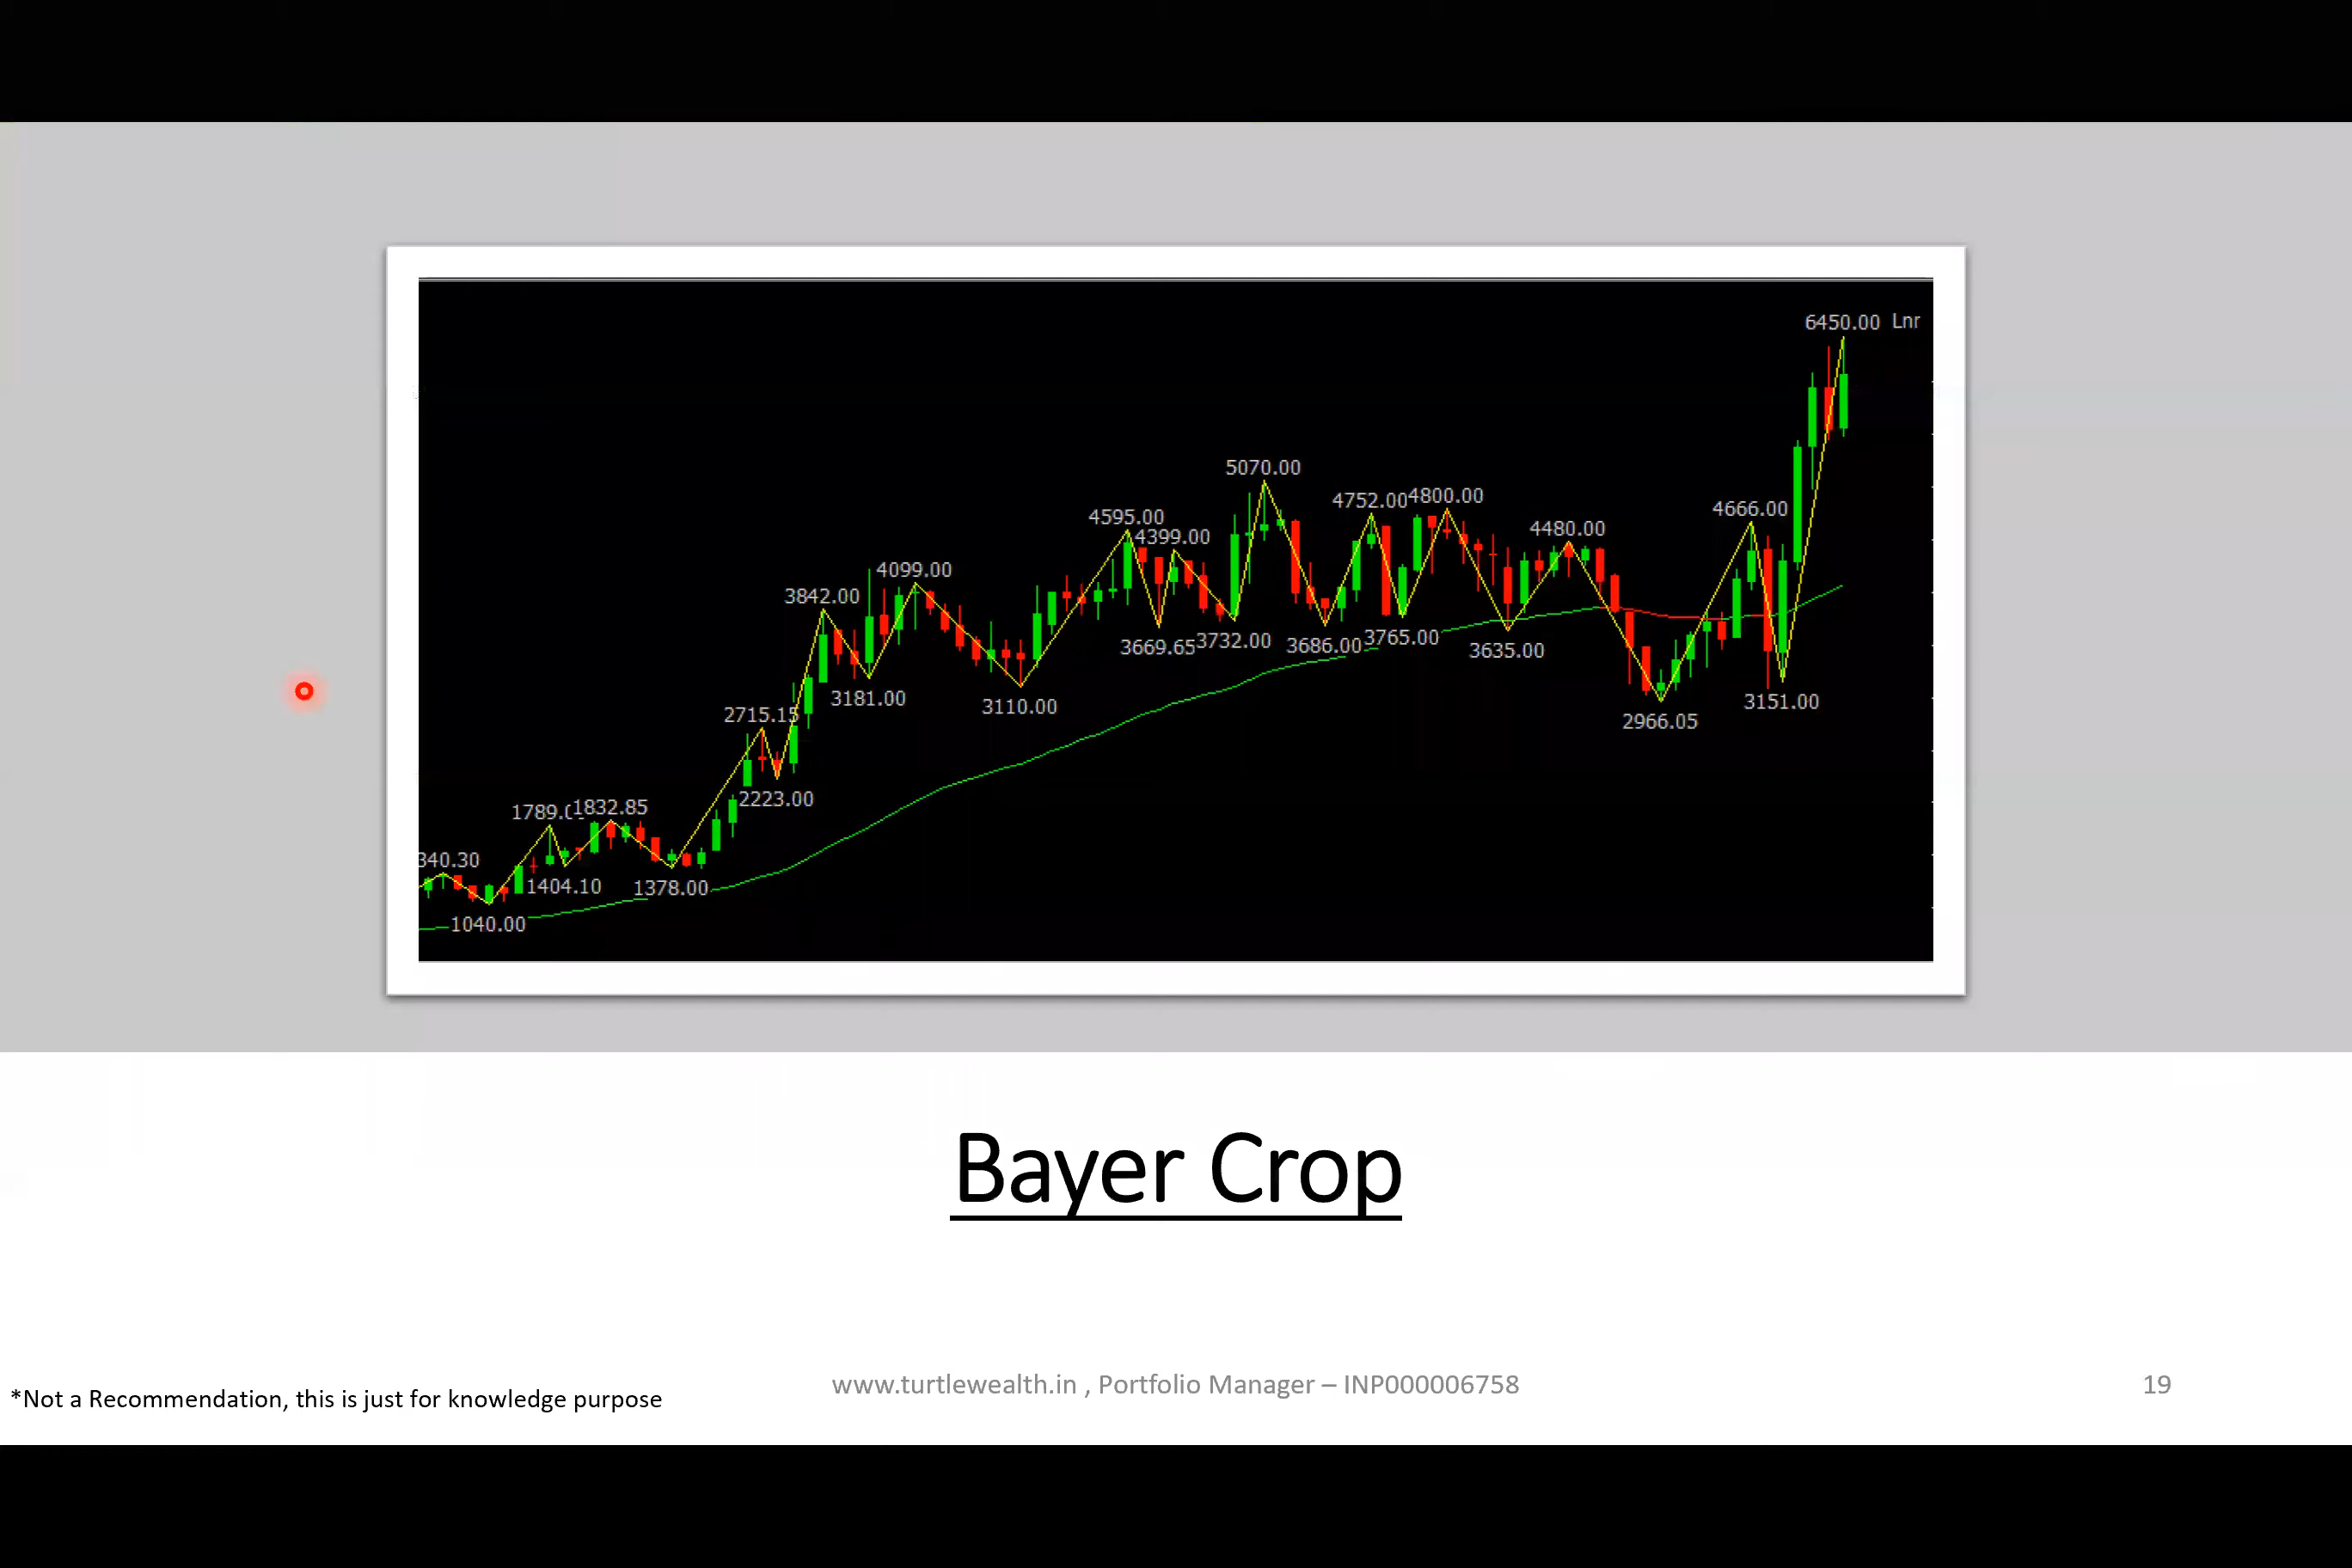 6450.00 Lnr
5070.00
4752.00 4800.00
4666.00
4595.00
4480.00
4399.00
4099.00
3842.00
3669.65 3732.00 3686.00 3765.00 3635.00
3181.00 3110.00 3151.00
2715.15 2966.05
2223.00
1832.85
340.30
1404.10 1378.00
1040.00
Bayer Crop
*Not a Recommendation, this is just for knowledge purpose
www.turtlewealth.in , Portfolio Manager – INP000006758
19